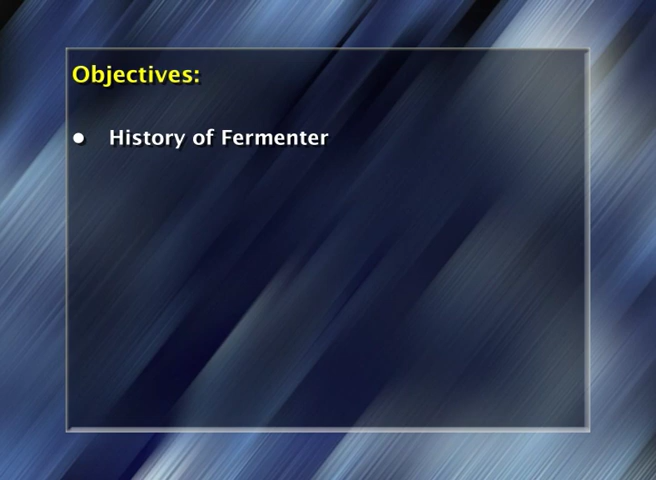 Objectives:
• History of Fermenter